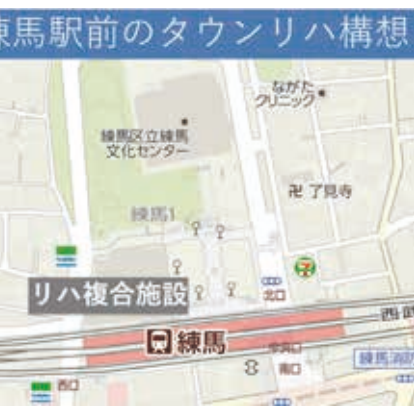 練馬駅前のタウンリハ構想
ながた
クリニック
練馬区立練馬
文化センター
卍 了見寺
練馬1
リハ複合施設
北口
西武
練馬
中央口
南口
西口
練馬消防